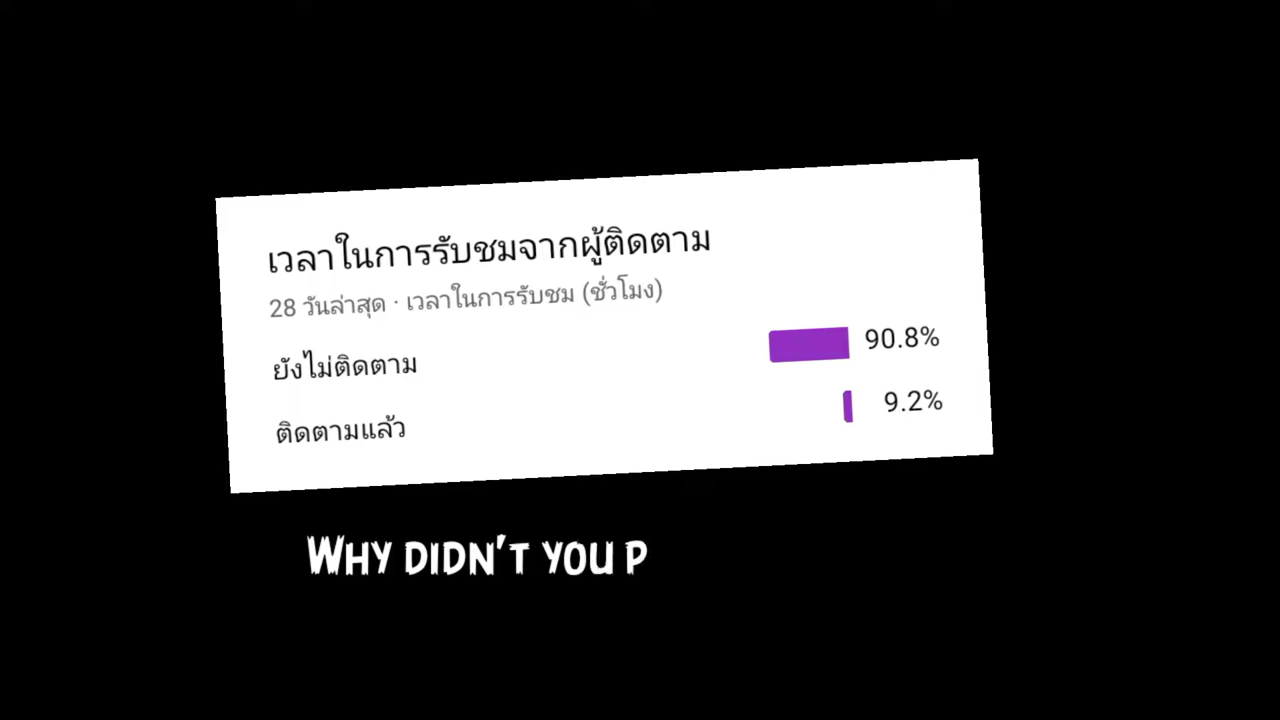 เวลาในการรับชมจากผู้ติดตาม
28 วันล่าสุด · เวลาในการรับชม (ชั่วโมง)
ยังไม่ติดตาม 90.8%
ติดตามแล้ว 9.2%
WHY DIDN'T YOU P